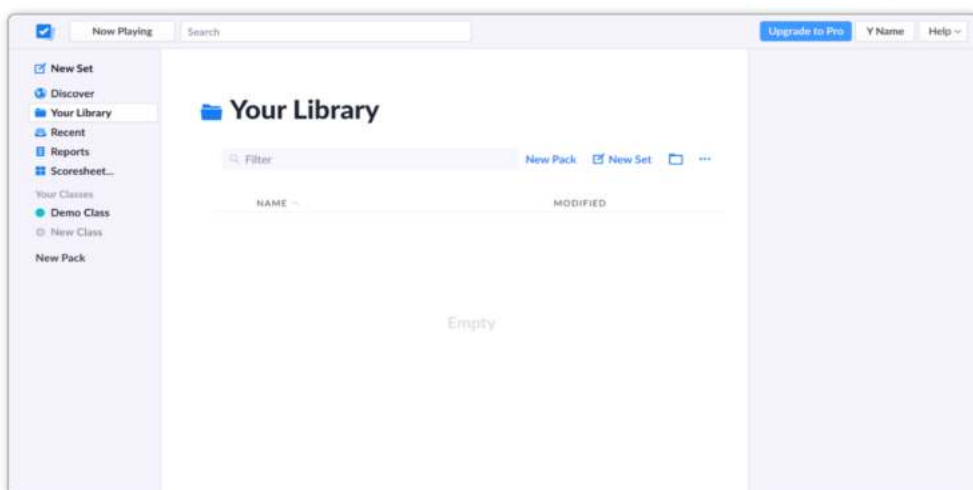 Now Playing Search Upgrade to Pro Y Name Help
New Set
Discover
Your Library
Recent
Reports
Scoresheet...
Your Classes
Demo Class
New Class
New Pack
Your Library
Filter New Pack New Set ...
NAME MODIFIED
Empty